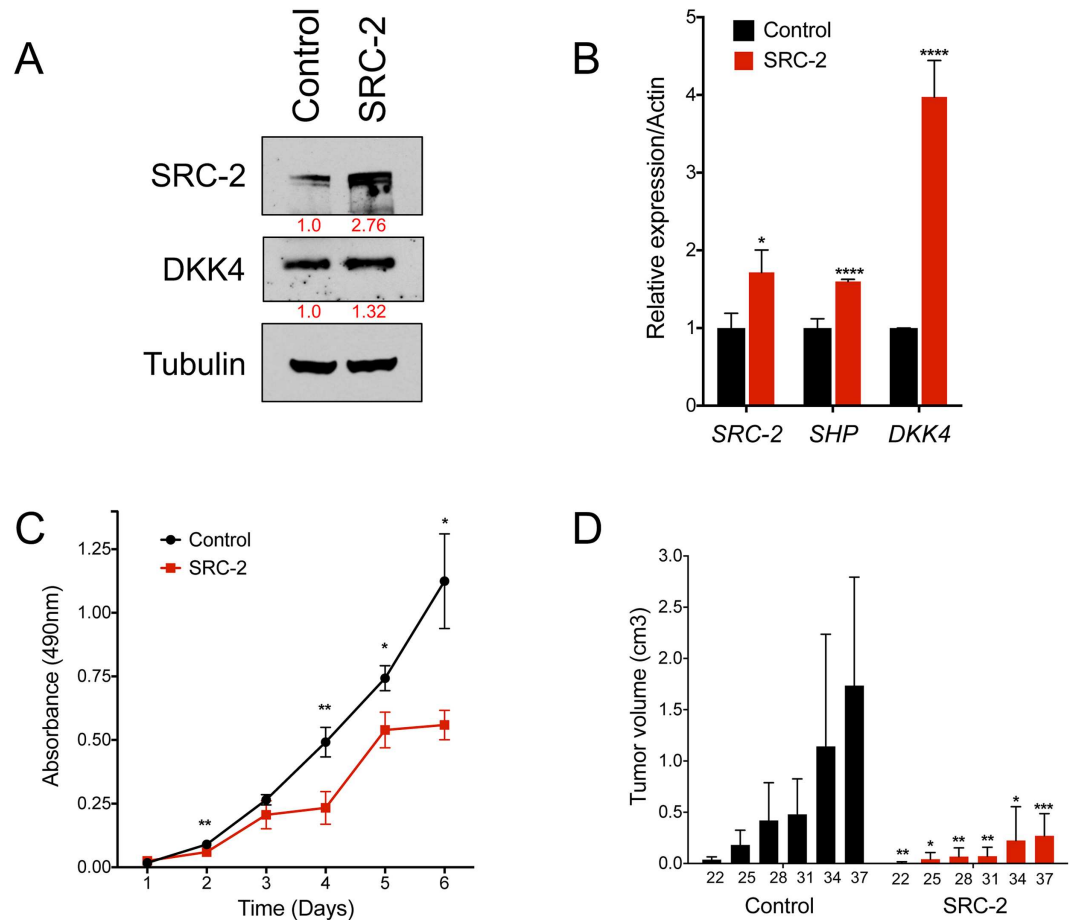 A
Control
SRC-2
SRC-2
1.0 2.76
DKK4
1.0 1.32
Tubulin
B
Control
SRC-2
Relative expression/Actin
5
4
3
2
1
0
*
****
****
SRC-2 SHP DKK4
C
Control
SRC-2
Absorbance (490nm)
1.25
1.00
0.75
0.50
0.25
0.00
**
**
*
*
1 2 3 4 5 6
Time (Days)
D
Tumor volume (cm3)
3.0
2.5
2.0
1.5
1.0
0.5
0.0
** * ** ** * ***
22 25 28 31 34 37 22 25 28 31 34 37
Control SRC-2